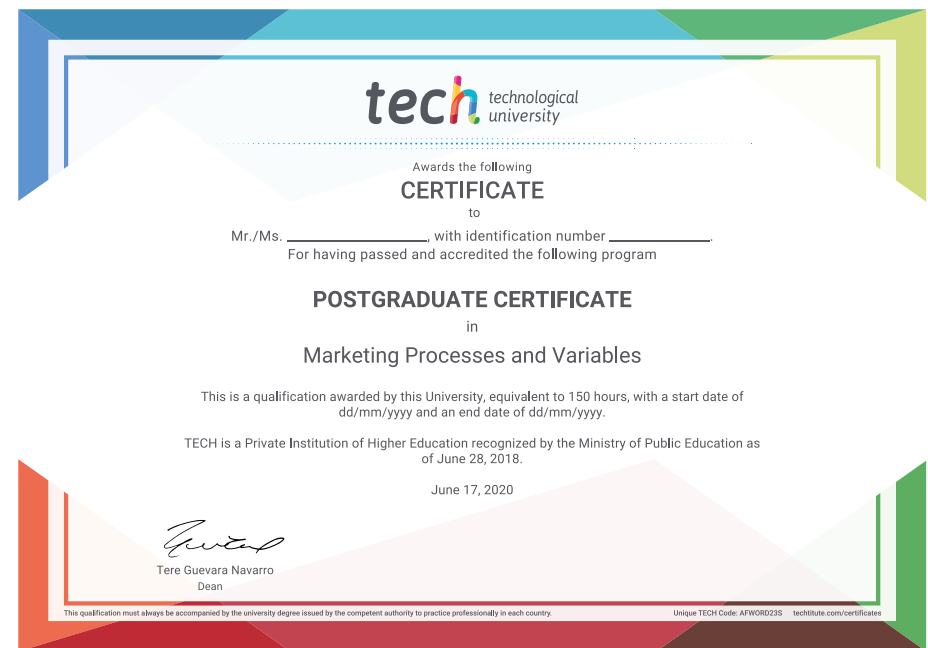 tech technological
university
Awards the following
CERTIFICATE
to
Mr./Ms. ____________________, with identification number ______________.
For having passed and accredited the following program
POSTGRADUATE CERTIFICATE
in
Marketing Processes and Variables
This is a qualification awarded by this University, equivalent to 150 hours, with a start date of
dd/mm/yyyy and an end date of dd/mm/yyyy.
TECH is a Private Institution of Higher Education recognized by the Ministry of Public Education as
of June 28, 2018.
June 17, 2020
Tere Guevara Navarro
Dean
This qualification must always be accompanied by the university degree issued by the competent authority to practice professionally in each country. Unique TECH Code: AFWORD23S techtitute.com/certificates